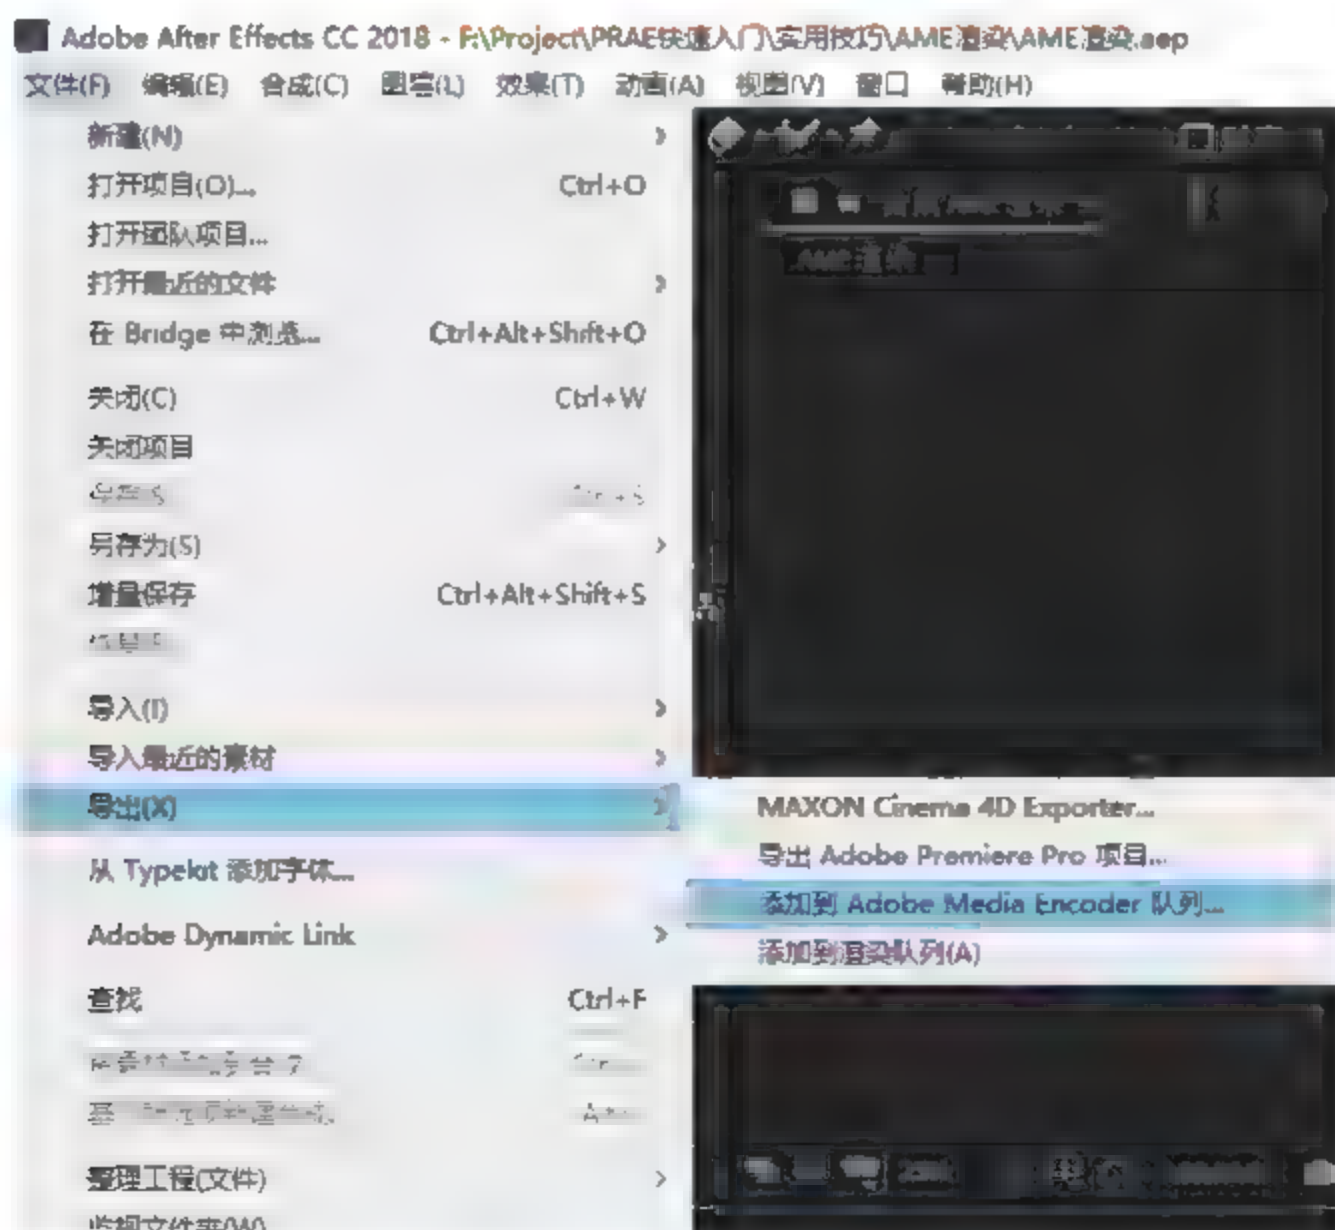 Adobe After Effects CC 2018 - F:\Project\PRAE快速入门\实用技巧\AME渲染\AME渲染.aep
文件(F) 编辑(E) 合成(C) 图层(L) 效果(T) 动画(A) 视图(V) 窗口 帮助(H)
新建(N)
打开项目(O)... Ctrl+O
打开团队项目...
打开最近的文件
在 Bridge 中浏览... Ctrl+Alt+Shift+O
关闭(C) Ctrl+W
关闭项目
另存为(S)
增量保存 Ctrl+Alt+Shift+S
导入(I)
导入最近的素材
导出(X)
MAXON Cinema 4D Exporter...
导出 Adobe Premiere Pro 项目...
添加到 Adobe Media Encoder 队列...
添加到渲染队列(A)
从 Typekit 添加字体...
Adobe Dynamic Link
查找 Ctrl+F
整理工程(文件)
监视文件夹(W)